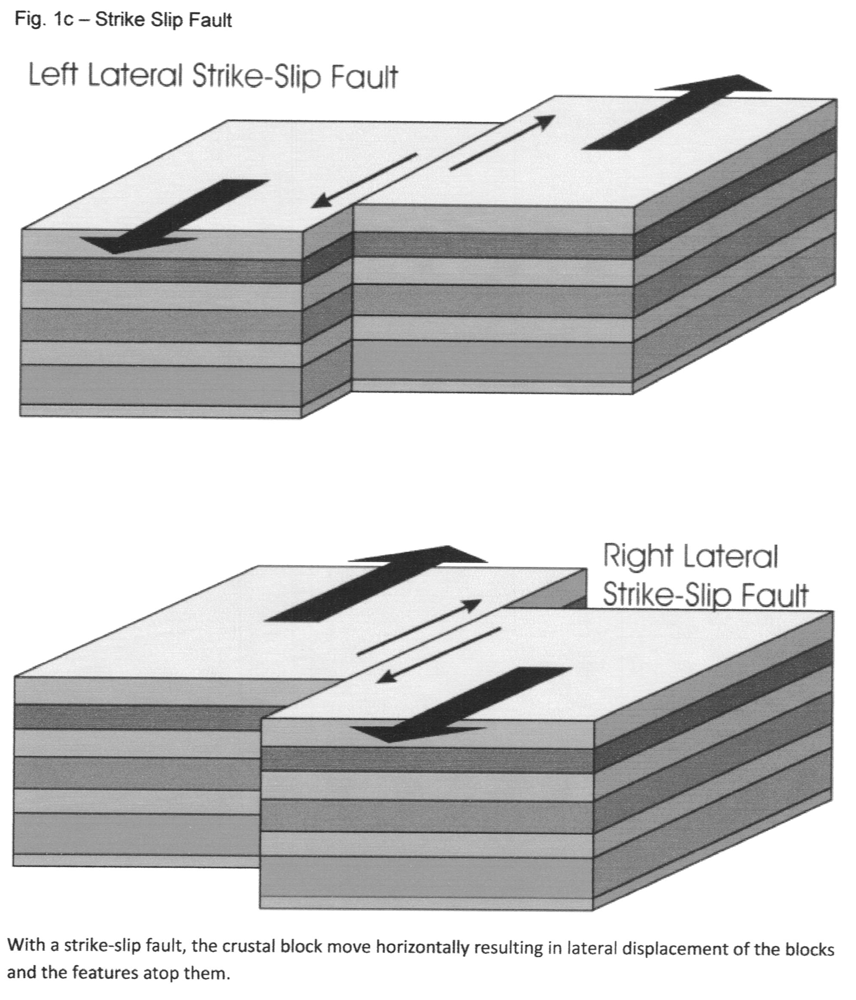 Fig. 1c – Strike Slip Fault
Left Lateral Strike-Slip Fault
Right Lateral
Strike-Slip Fault
With a strike-slip fault, the crustal block move horizontally resulting in lateral displacement of the blocks
and the features atop them.